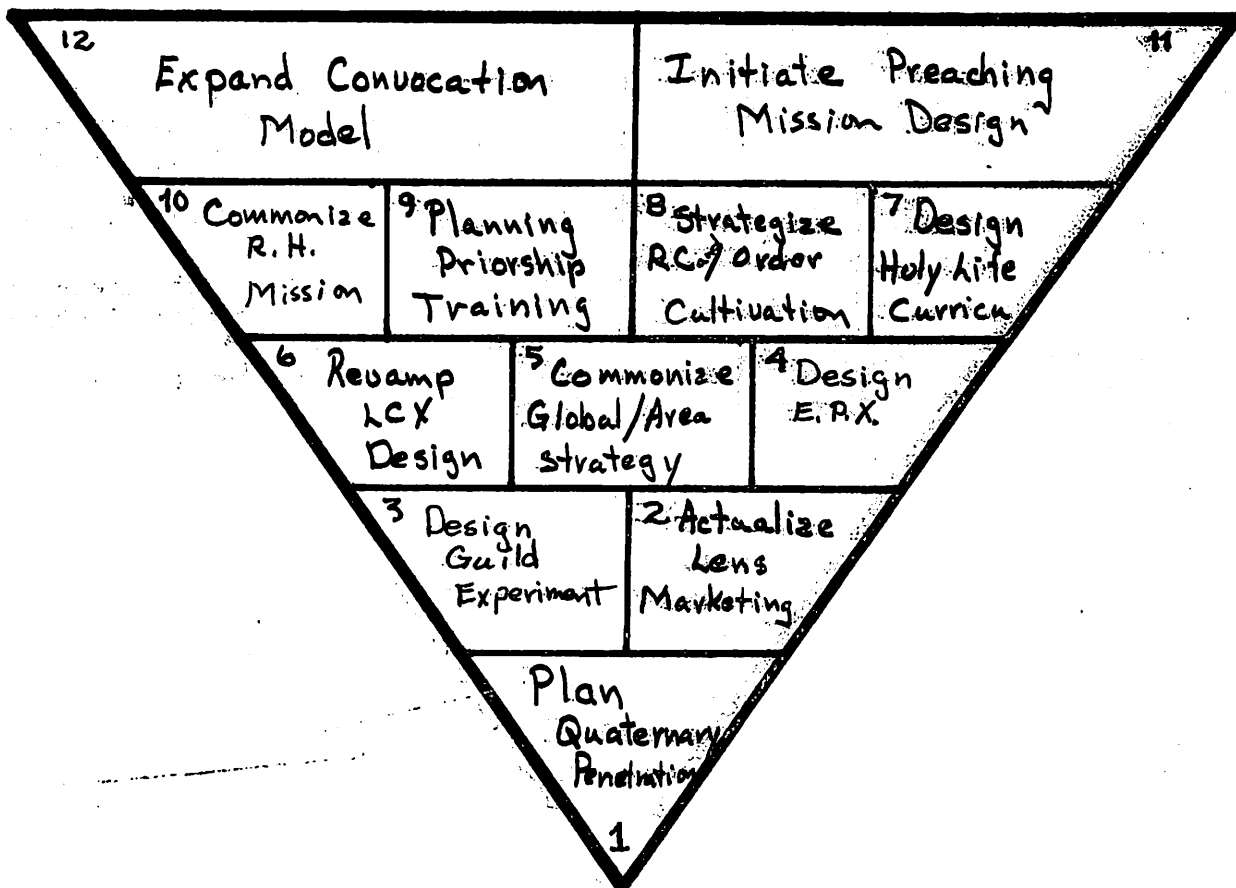 12
Expand Convocation
Model
11
Initiate Preaching
Mission Design
10 Commonize
R. H.
Mission
9 Planning
Priorship
Training
8 Strategize
Order
Cultivation
7 Design
Holy Life
Curricu
6 Revamp
LCX
Design
5 Commonize
Global/Area
Strategy
4 Design
E. P. X.
3 Design
Guild
Experiment
2 Actualize
Lens
Marketing
Plan
Quaternary
Penetration
1